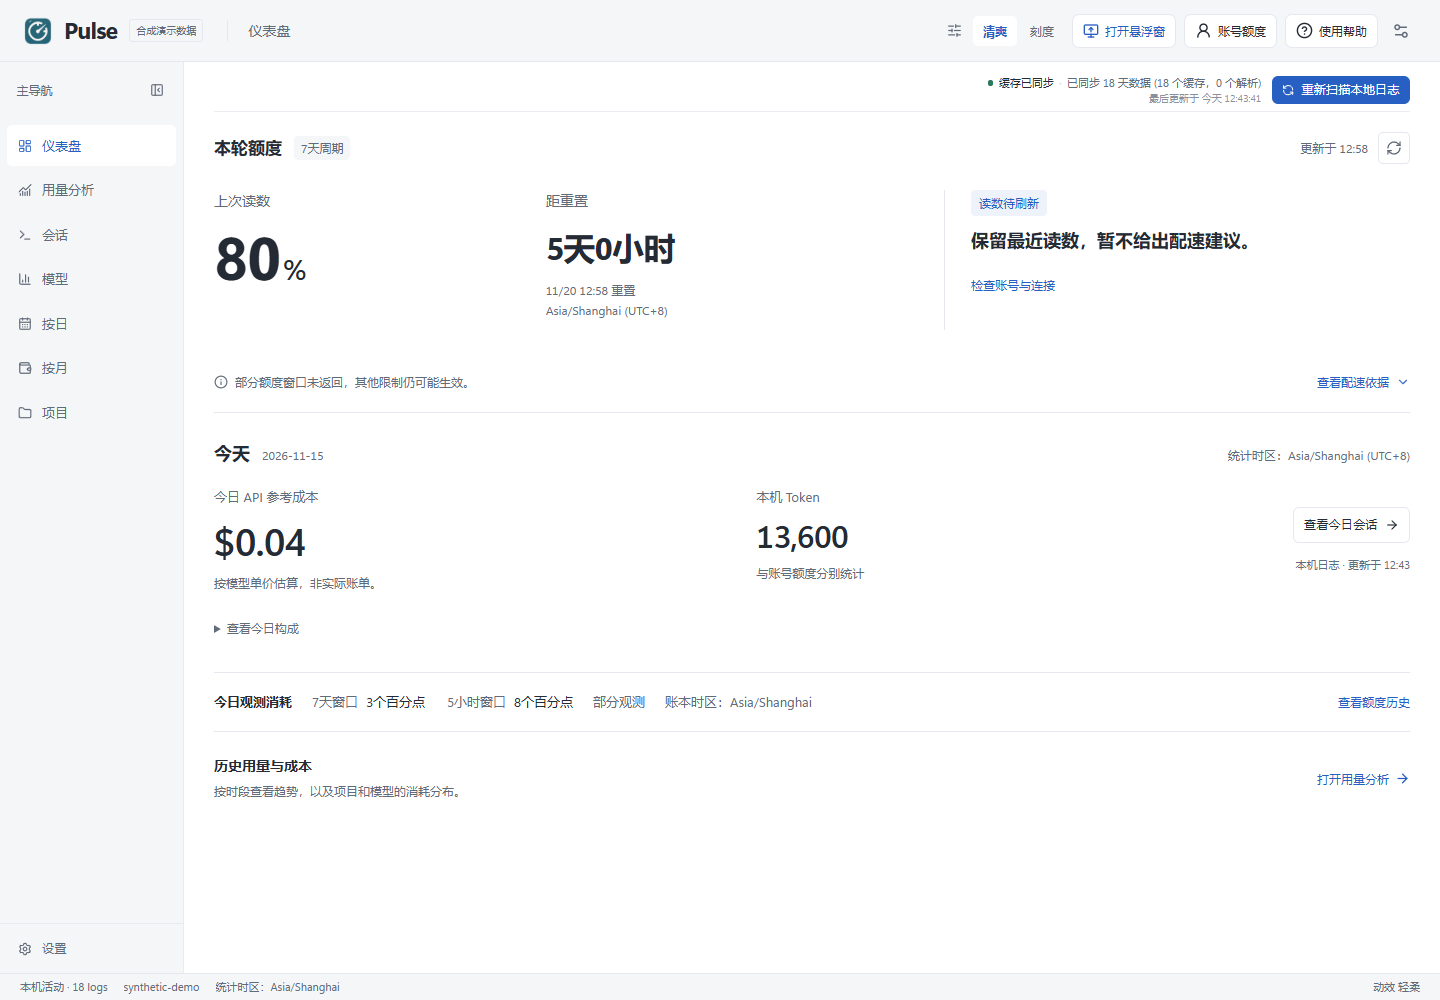 Pulse 合成演示数据 仪表盘 清爽 刻度 打开悬浮窗 账号额度 使用帮助
主导航
仪表盘
用量分析
会话
模型
按日
按月
项目
设置
缓存已同步 · 已同步 18 天数据 (18 个缓存，0 个解析)
最后更新于 今天 12:43:41
重新扫描本地日志
本轮额度 7天周期
更新于 12:58
上次读数
80%
距重置
5天0小时
11/20 12:58 重置
Asia/Shanghai (UTC+8)
读数待刷新
保留最近读数，暂不给出配速建议。
检查账号与连接
部分额度窗口未返回，其他限制仍可能生效。
查看配速依据
今天 2026-11-15
统计时区：Asia/Shanghai (UTC+8)
今日 API 参考成本
$0.04
按模型单价估算，非实际账单。
本机 Token
13,600
与账号额度分别统计
查看今日会话
本机日志 · 更新于 12:43
查看今日构成
今日观测消耗 7天窗口 3个百分点 5小时窗口 8个百分点 部分观测 账本时区：Asia/Shanghai
查看额度历史
历史用量与成本
按时段查看趋势，以及项目和模型的消耗分布。
打开用量分析
本机活动 · 18 logs synthetic-demo 统计时区：Asia/Shanghai
动效 轻柔